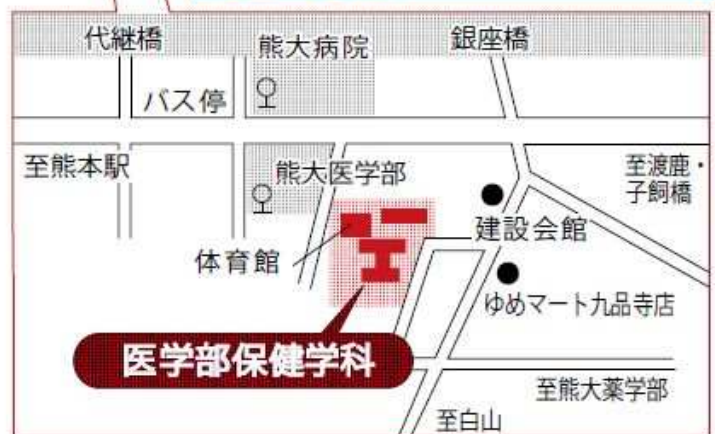 代継橋
熊大病院
銀座橋
バス停
至熊本駅
熊大医学部
至渡鹿・
子飼橋
建設会館
体育館
ゆめマート九品寺店
医学部保健学科
至熊大薬学部
至白山